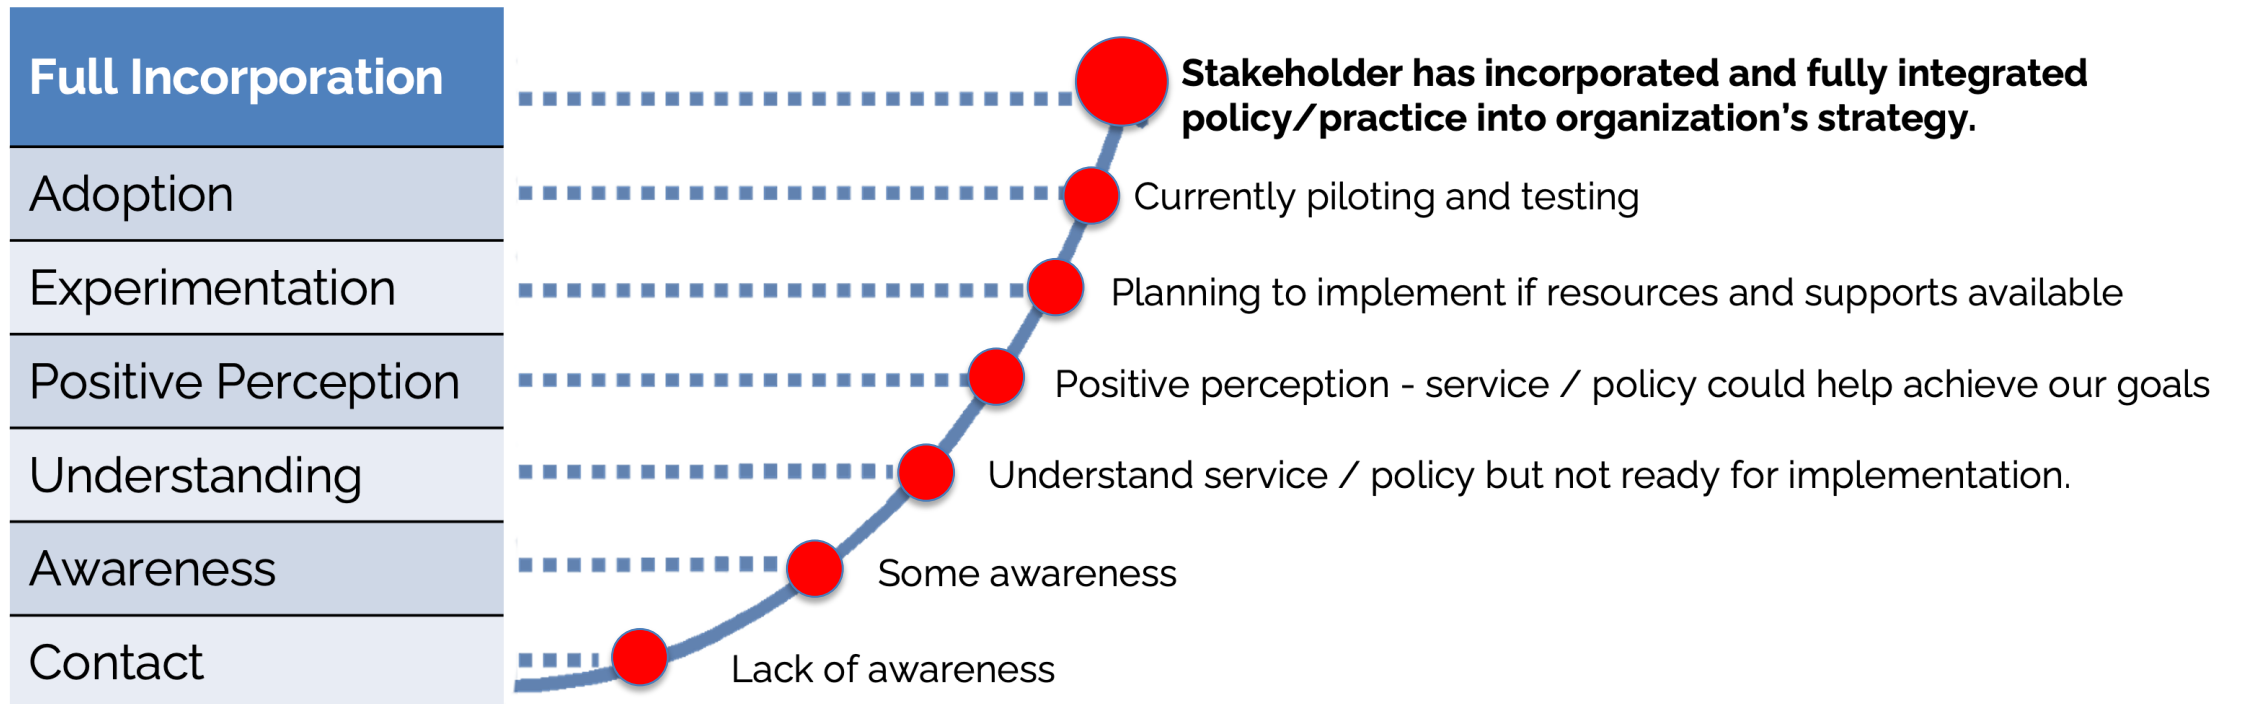 Full Incorporation
Stakeholder has incorporated and fully integrated
policy/practice into organization’s strategy.
Adoption
Currently piloting and testing
Experimentation
Planning to implement if resources and supports available
Positive Perception
Positive perception - service / policy could help achieve our goals
Understanding
Understand service / policy but not ready for implementation.
Awareness
Some awareness
Contact
Lack of awareness